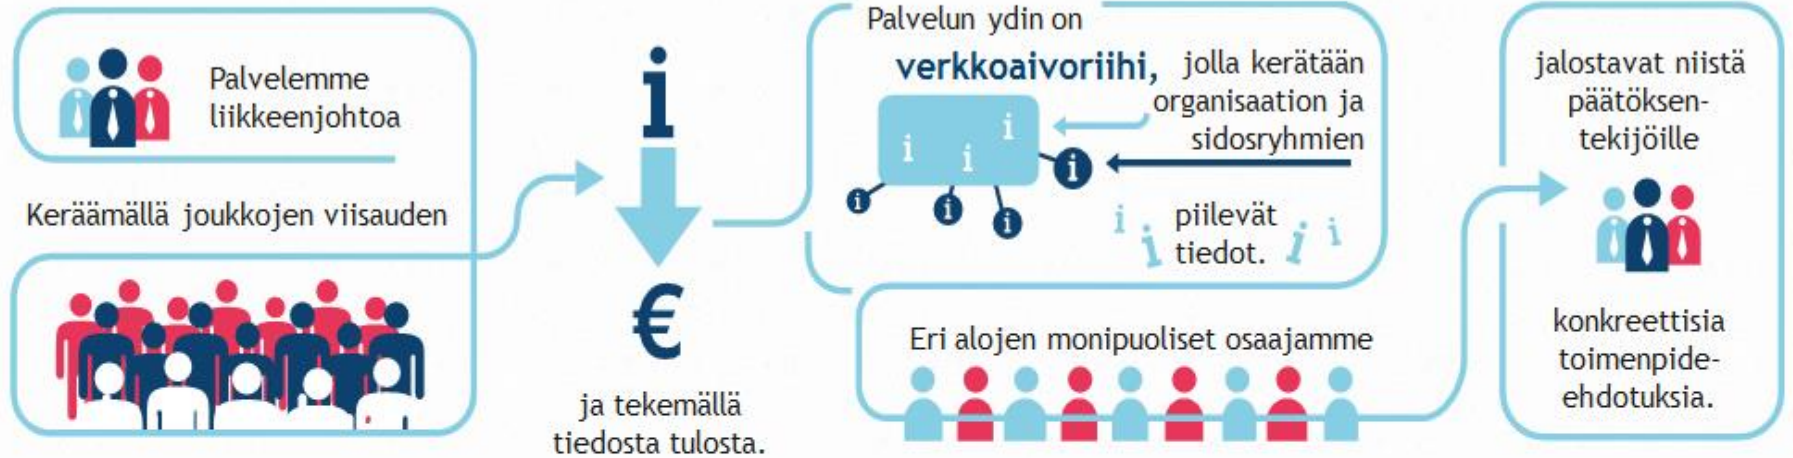 Palvelemme
liikkeenjohtoa
Keräämällä joukkojen viisauden
i
€
ja tekemällä
tiedosta tulosta.
Palvelun ydin on
verkkoaivoriihi, jolla kerätään
organisaation ja
sidosryhmien
i i i
i i i i
piilevät
tiedot.
i i i i
Eri alojen monipuoliset osaajamme
jalostavat niistä
päätöksen-
tekijöille
konkreettisia
toimenpide-
ehdotuksia.